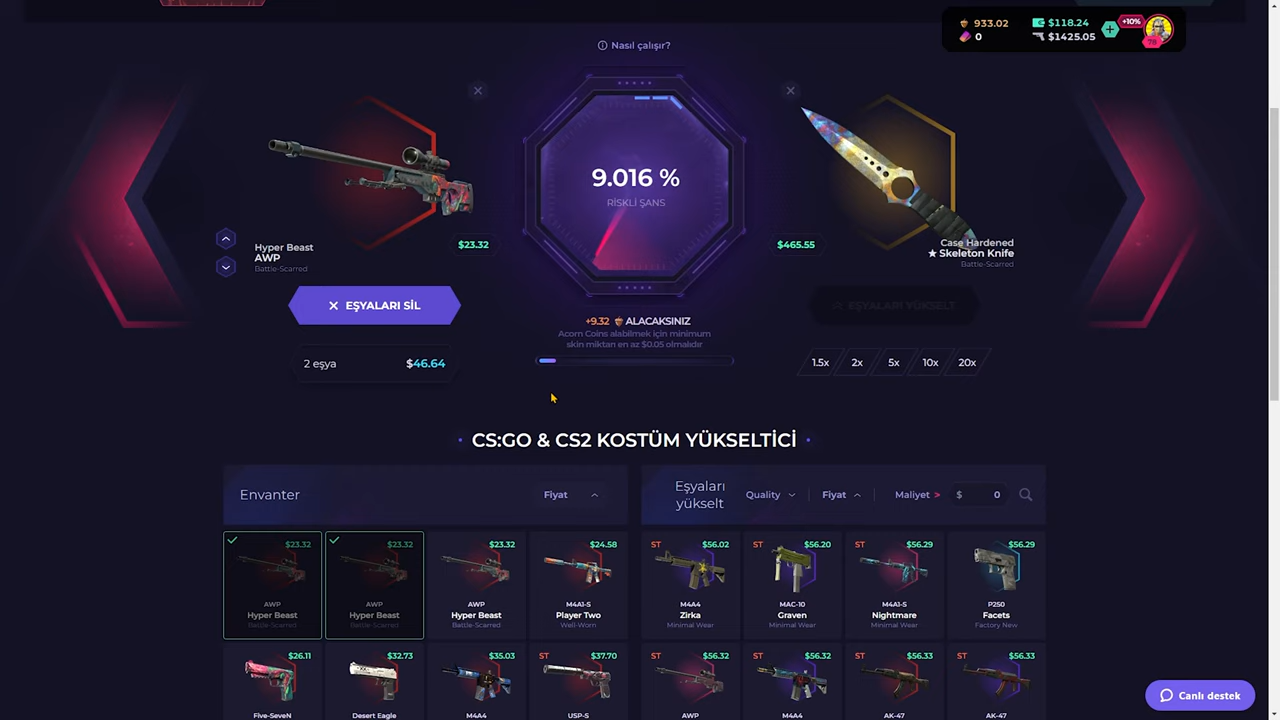 933.02
$118.24
+10%
0
$1425.05
78
Nasıl çalışır?
9.016 %
RİSKLİ ŞANS
Hyper Beast
AWP
Battle-Scarred
$23.32
$465.55
Case Hardened
★ Skeleton Knife
Battle-Scarred
EŞYALARI SİL
EŞYALARI YÜKSELT
+9.32 ALACAKSINIZ
Acorn Coins alabilmek için minimum
skin miktarı en az $0.05 olmalıdır
2 eşya
$46.64
1.5x
2x
5x
10x
20x
CS:GO & CS2 KOSTÜM YÜKSELTİCİ
Envanter
Fiyat
Eşyaları
yükselt
Quality
Fiyat
Maliyet >
$
0
$23.32
$23.32
$23.32
$24.58
ST
$56.02
ST
$56.20
ST
$56.29
$56.29
AWP
AWP
AWP
M4A1-S
M4A4
MAC-10
M4A1-S
P250
Hyper Beast
Hyper Beast
Hyper Beast
Player Two
Zirka
Graven
Nightmare
Facets
Battle-Scarred
Battle-Scarred
Battle-Scarred
Well-Worn
Minimal Wear
Minimal Wear
Minimal Wear
Factory New
$26.11
$32.73
$35.03
ST
$37.70
$56.32
$56.32
ST
$56.33
ST
$56.33
Five-SeveN
Desert Eagle
M4A4
USP-S
AWP
M4A4
AK-47
AK-47
Canlı destek